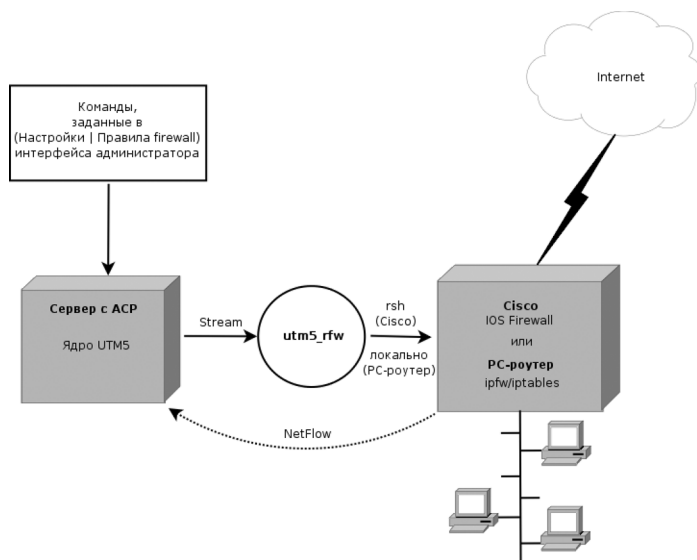 Internet
Команды,
заданные в
(Настройки | Правила firewall)
интерфейса администратора
Сервер с АСР
Ядро UTM5
Stream
utm5_rfw
rsh
(Cisco)
локально
(PC-роутер)
Cisco
IOS Firewall
или
PC-роутер
ipfw/iptables
NetFlow